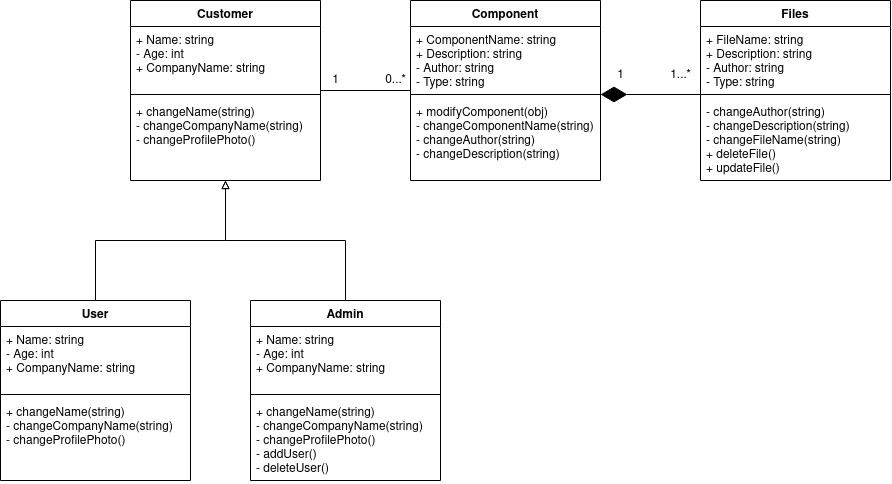 Customer
+ Name: string
- Age: int
+ CompanyName: string
+ changeName(string)
- changeCompanyName(string)
- changeProfilePhoto()
1
0...*
Component
+ ComponentName: string
+ Description: string
- Author: string
- Type: string
+ modifyComponent(obj)
- changeComponentName(string)
- changeAuthor(string)
- changeDescription(string)
1
1...*
Files
+ FileName: string
+ Description: string
- Author: string
- Type: string
- changeAuthor(string)
- changeDescription(string)
- changeFileName(string)
+ deleteFile()
+ updateFile()
User
+ Name: string
- Age: int
+ CompanyName: string
+ changeName(string)
- changeCompanyName(string)
- changeProfilePhoto()
Admin
+ Name: string
- Age: int
+ CompanyName: string
+ changeName(string)
- changeCompanyName(string)
- changeProfilePhoto()
- addUser()
- deleteUser()